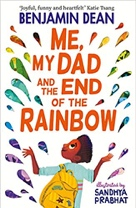 'Joyful, funny and heartfelt' Katie Tsang
BENJAMIN DEAN
ME,
MY DAD
AND THE END
OF THE
RAINBOW
illustrated by
SANDHYA
PRABHAT